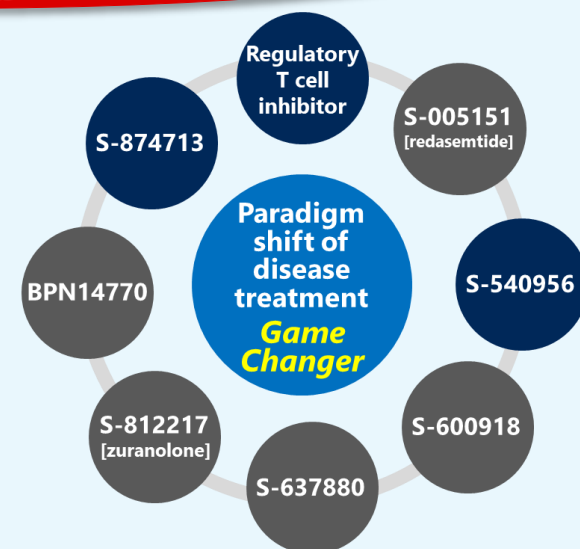 Regulatory
T cell
inhibitor
S-005151
[redasemtide]
S-874713
Paradigm
shift of
disease
treatment
Game
Changer
S-540956
BPN14770
S-600918
S-812217
[zuranolone]
S-637880